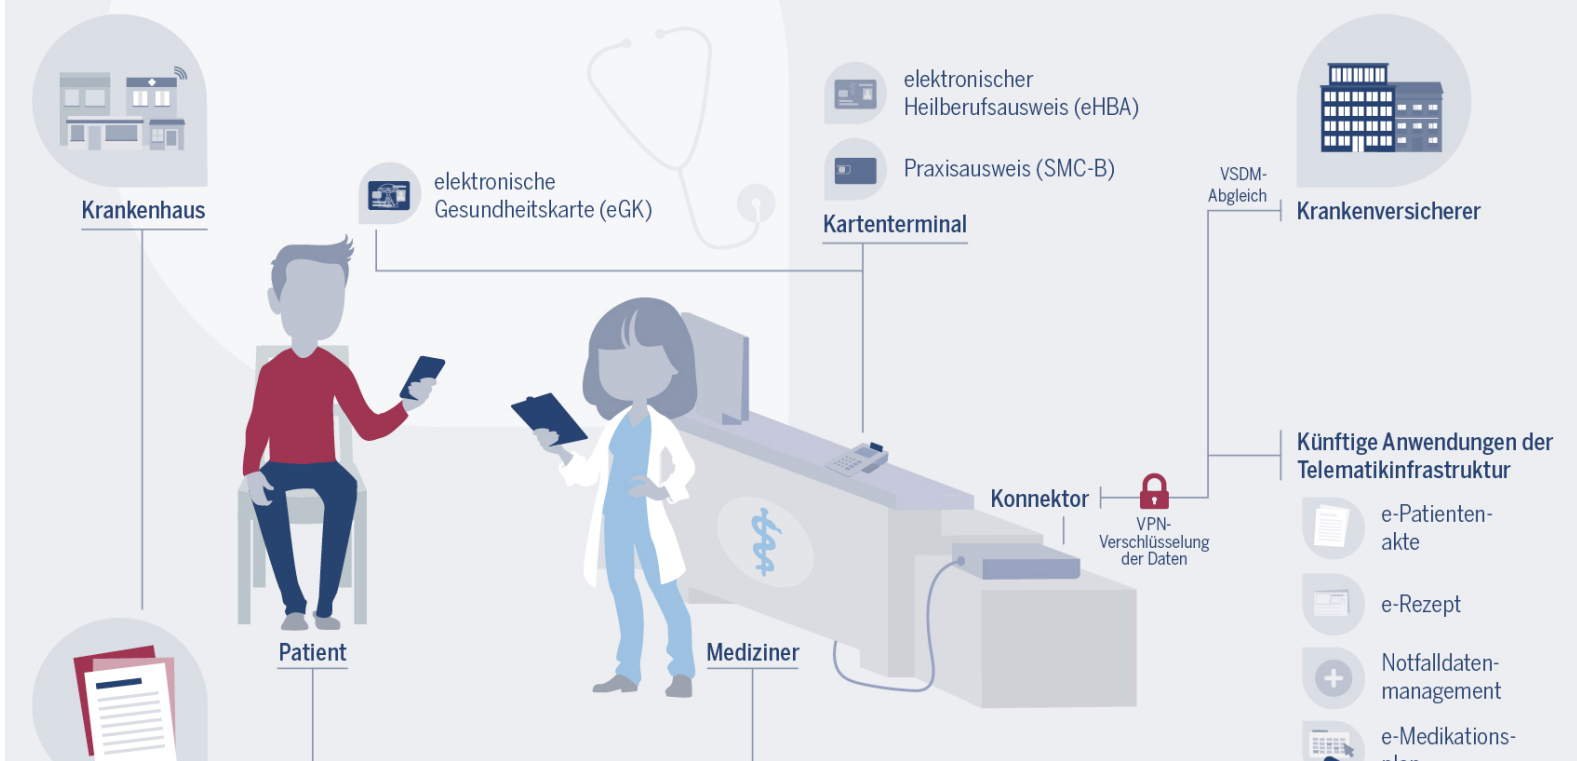 elektronischer
Heilberufsausweis (eHBA)
Praxisausweis (SMC-B)
Kartenterminal
elektronische
Gesundheitskarte (eGK)
Krankenhaus
VSDM-
Abgleich
Krankenversicherer
Künftige Anwendungen der
Telematikinfrastruktur
Konnektor
VPN-
Verschlüsselung
der Daten
e-Patienten-
akte
e-Rezept
Notfalldaten-
management
e-Medikations-
plan
Patient
Mediziner